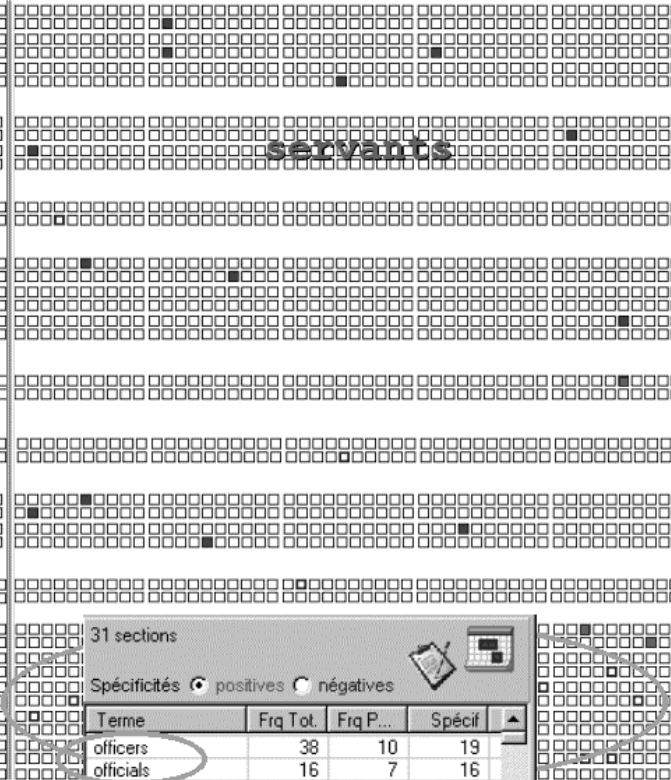 servants
31 sections
Spécificités positives négatives
Terme Frq Tot. Frq P... Spécif
officers 38 10 19
officials 16 7 16